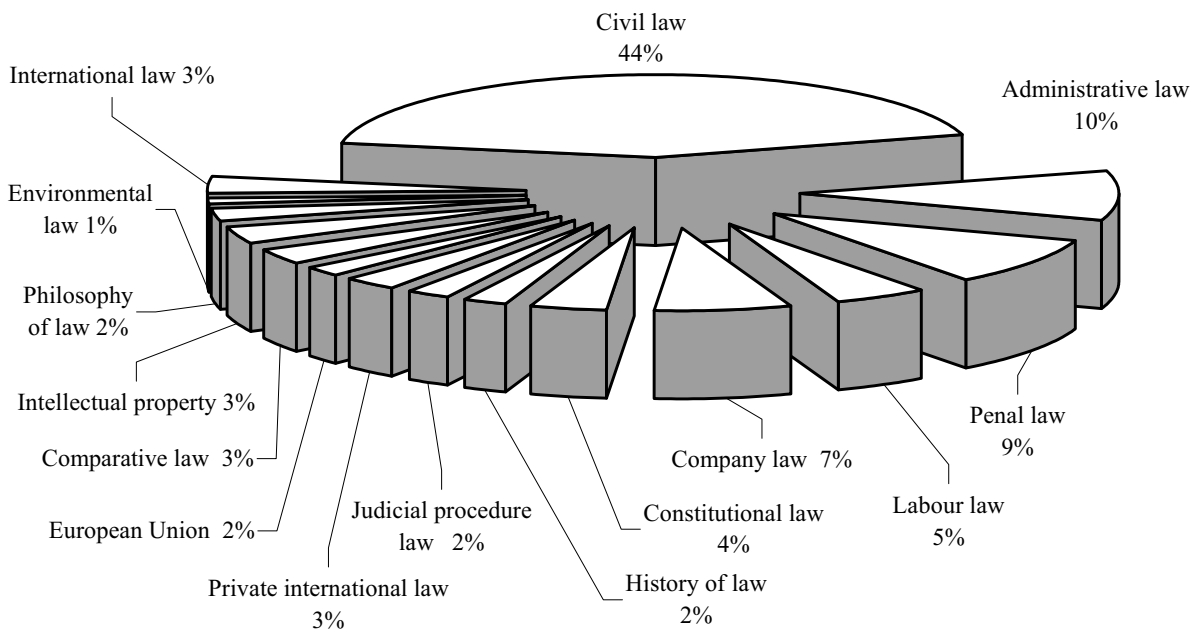 Civil law
44%
International law 3%
Administrative law
10%
Environmental
law 1%
Philosophy
of law 2%
Intellectual property 3%
Penal law
9%
Comparative law 3%
Company law 7%
Labour law
5%
European Union 2%
Judicial procedure
law 2%
Constitutional law
4%
Private international law
3%
History of law
2%